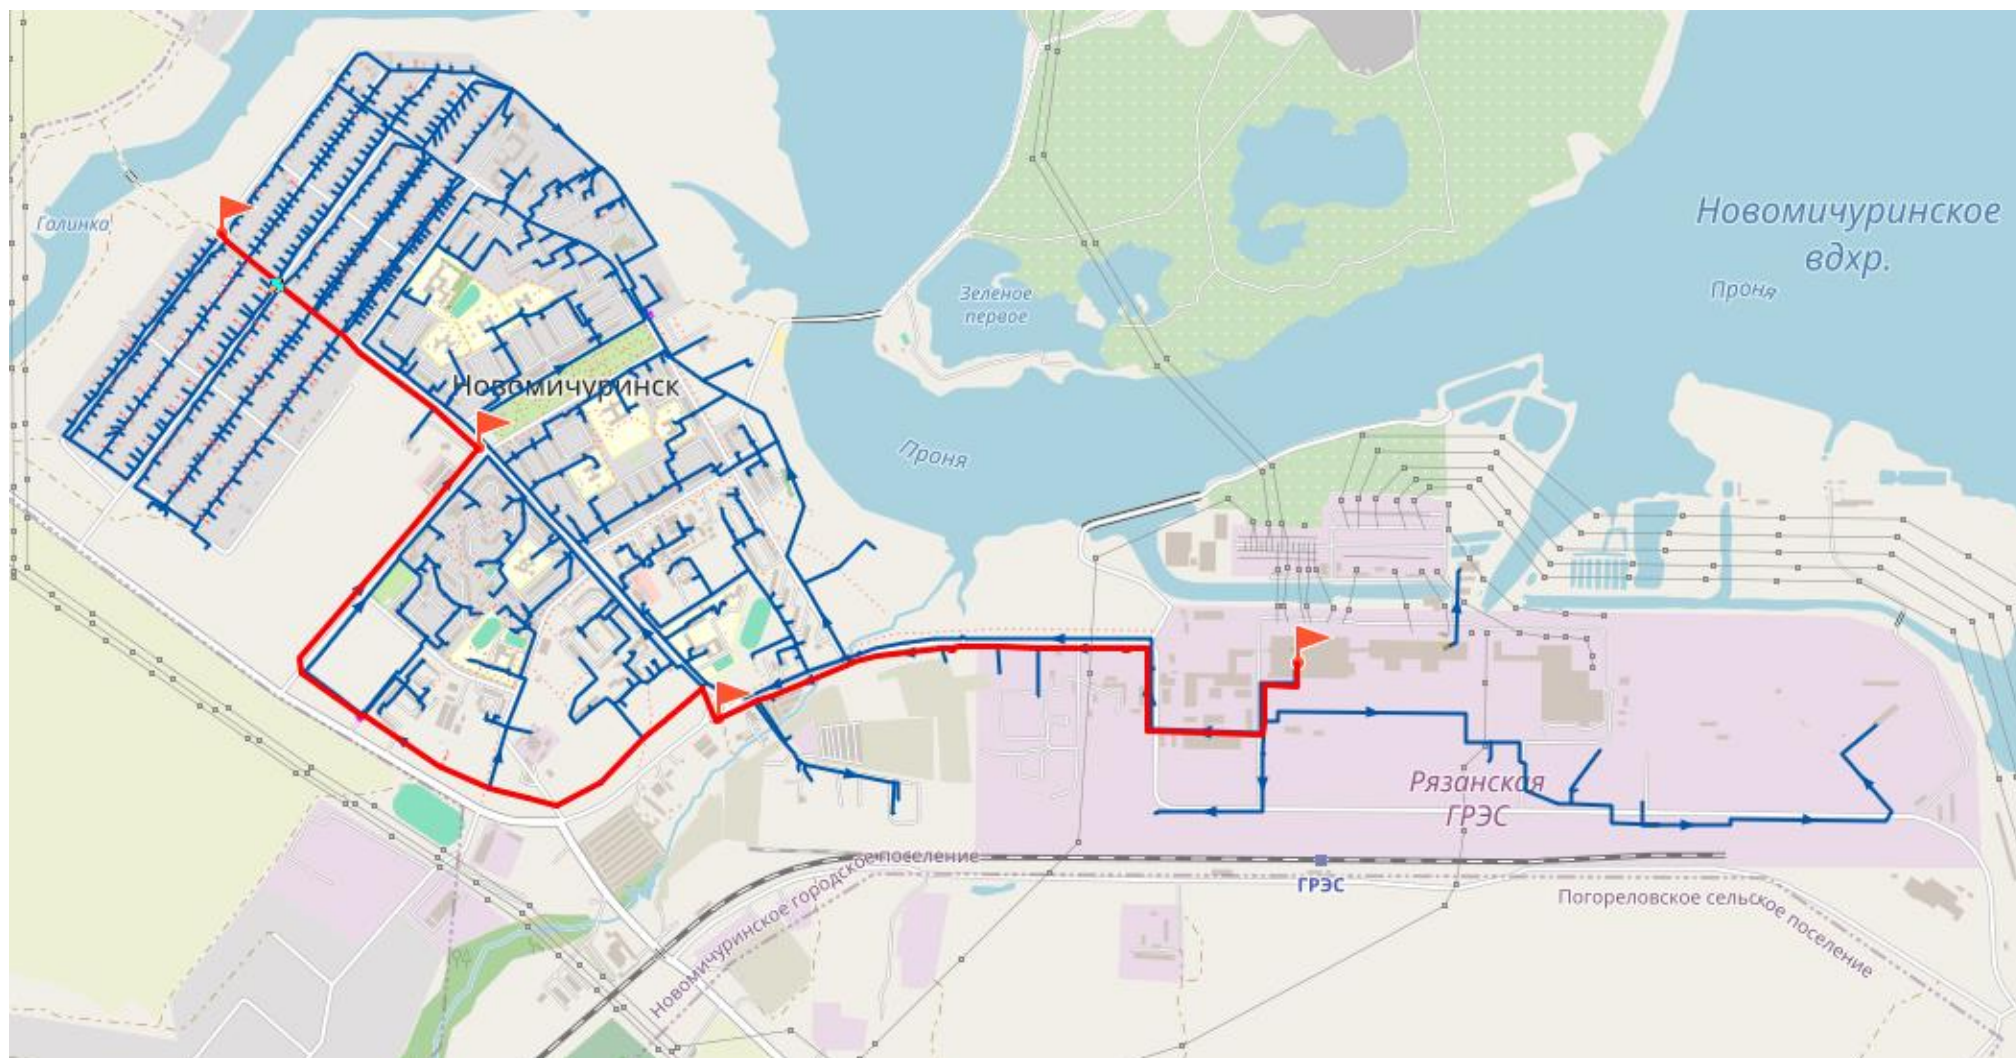 Новомичуринское
вдхр.
Голинка
Проня
Зеленое
первое
Новомичуринск
Проня
Рязанская
ГРЭС
Новомичуринское городское поселение
ГРЭС
Погореловское сельское поселение